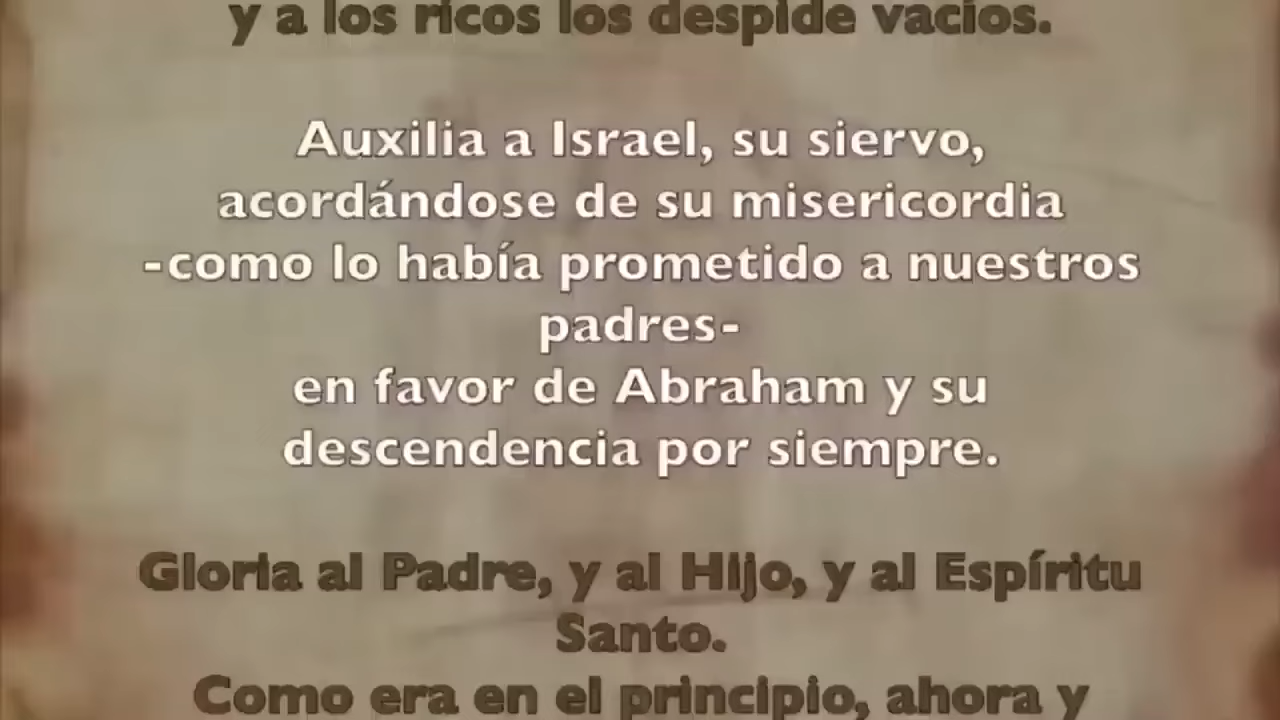 y a los ricos los despide vacíos.
Auxilia a Israel, su siervo,
acordándose de su misericordia
-como lo había prometido a nuestros
padres-
en favor de Abraham y su
descendencia por siempre.
Gloria al Padre, y al Hijo, y al Espíritu
Santo.
Como era en el principio, ahora y